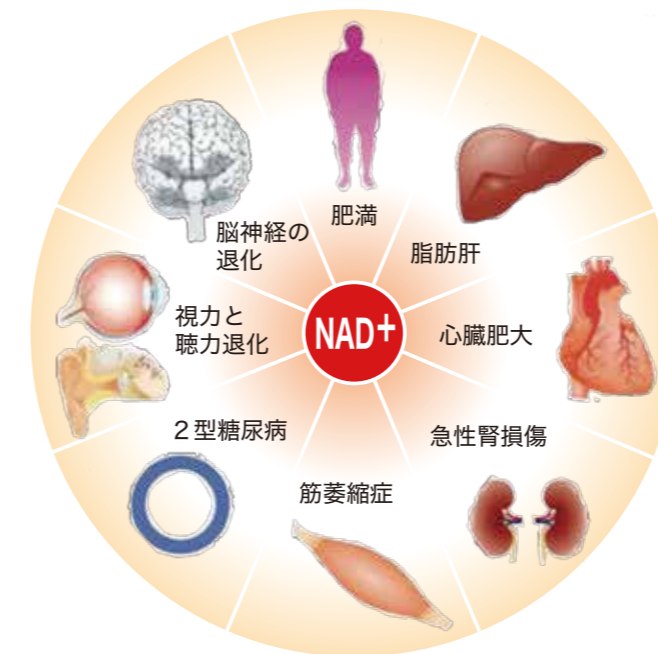 肥満
脂肪肝
心臓肥大
急性腎損傷
筋萎縮症
２型糖尿病
視力と
聴力退化
脳神経の
退化
NAD+